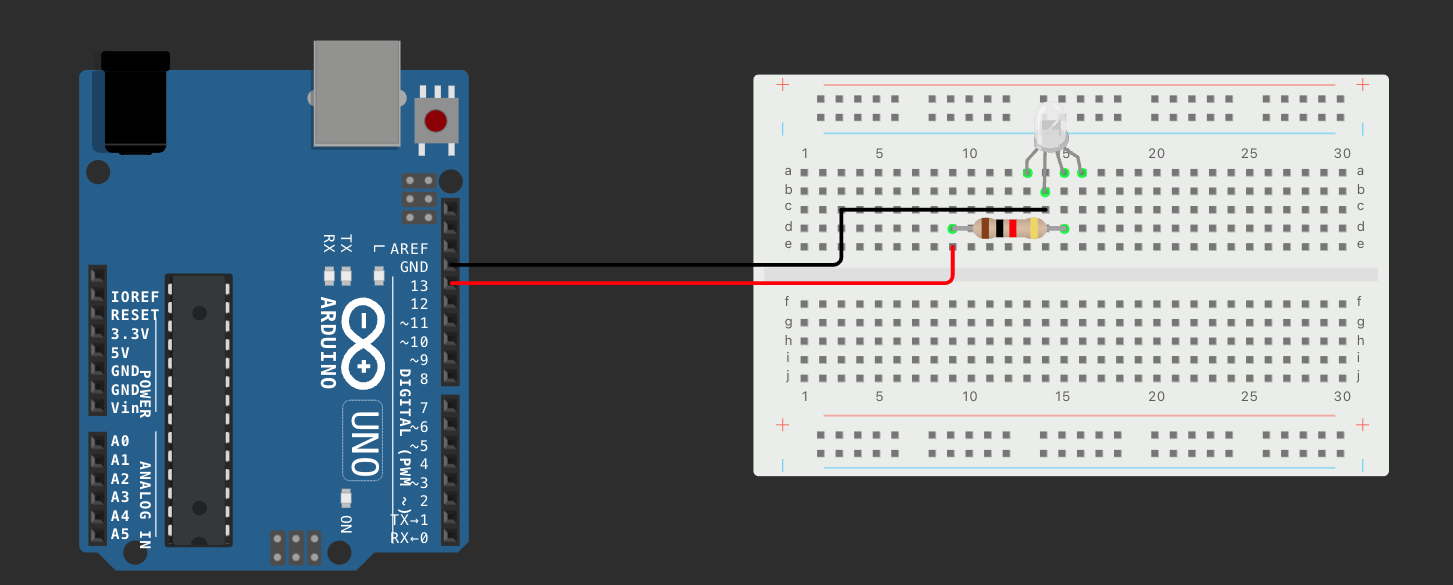 RX
TX
L
AREF
GND
13
12
~11
~10
~9
8
7
~6
~5
4
~3
2
TX→1
RX←0
DIGITAL (PWM ~)
ARDUINO
UNO
ON
IOREF
RESET
3.3V
5V
GND
GND
Vin
POWER
A0
A1
A2
A3
A4
A5
ANALOG IN
+ +
1 5 10 5 20 25 30
a a
b b
c c
d d
e e
f f
g g
h h
i i
j j
1 5 10 15 20 25 30
+ +